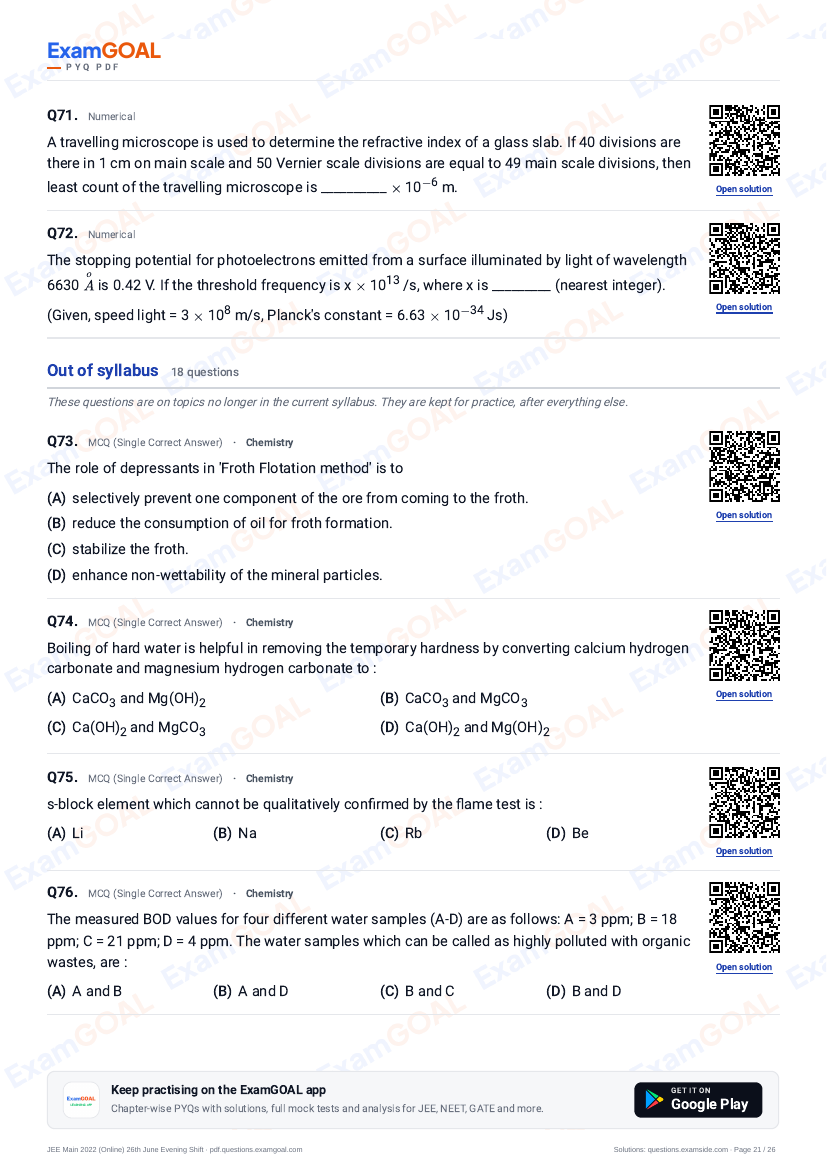 ExamGOAL
PYQ PDF
Q71. Numerical
A travelling microscope is used to determine the refractive index of a glass slab. If 40 divisions are
there in 1 cm on main scale and 50 Vernier scale divisions are equal to 49 main scale divisions, then
least count of the travelling microscope is __________ × 10⁻⁶ m.
Open solution
Q72. Numerical
The stopping potential for photoelectrons emitted from a surface illuminated by light of wavelength
6630 Å is 0.42 V. If the threshold frequency is x × 10¹³ /s, where x is _________ (nearest integer).
(Given, speed light = 3 × 10⁸ m/s, Planck's constant = 6.63 × 10⁻³⁴ Js)
Open solution
Out of syllabus 18 questions
These questions are on topics no longer in the current syllabus. They are kept for practice, after everything else.
Q73. MCQ (Single Correct Answer) · Chemistry
The role of depressants in 'Froth Flotation method' is to
(A) selectively prevent one component of the ore from coming to the froth.
(B) reduce the consumption of oil for froth formation.
(C) stabilize the froth.
(D) enhance non-wettability of the mineral particles.
Open solution
Q74. MCQ (Single Correct Answer) · Chemistry
Boiling of hard water is helpful in removing the temporary hardness by converting calcium hydrogen
carbonate and magnesium hydrogen carbonate to :
(A) CaCO₃ and Mg(OH)₂ (B) CaCO₃ and MgCO₃
(C) Ca(OH)₂ and MgCO₃ (D) Ca(OH)₂ and Mg(OH)₂
Open solution
Q75. MCQ (Single Correct Answer) · Chemistry
s-block element which cannot be qualitatively confirmed by the flame test is :
(A) Li (B) Na (C) Rb (D) Be
Open solution
Q76. MCQ (Single Correct Answer) · Chemistry
The measured BOD values for four different water samples (A-D) are as follows: A = 3 ppm; B = 18
ppm; C = 21 ppm; D = 4 ppm. The water samples which can be called as highly polluted with organic
wastes, are :
(A) A and B (B) A and D (C) B and C (D) B and D
Open solution
ExamGOAL
Keep practising on the ExamGOAL app
Chapter-wise PYQs with solutions, full mock tests and analysis for JEE, NEET, GATE and more.
GET IT ON
Google Play
JEE Main 2022 (Online) 26th June Evening Shift · pdf.questions.examgoal.com
Solutions: questions.examside.com · Page 21 / 26